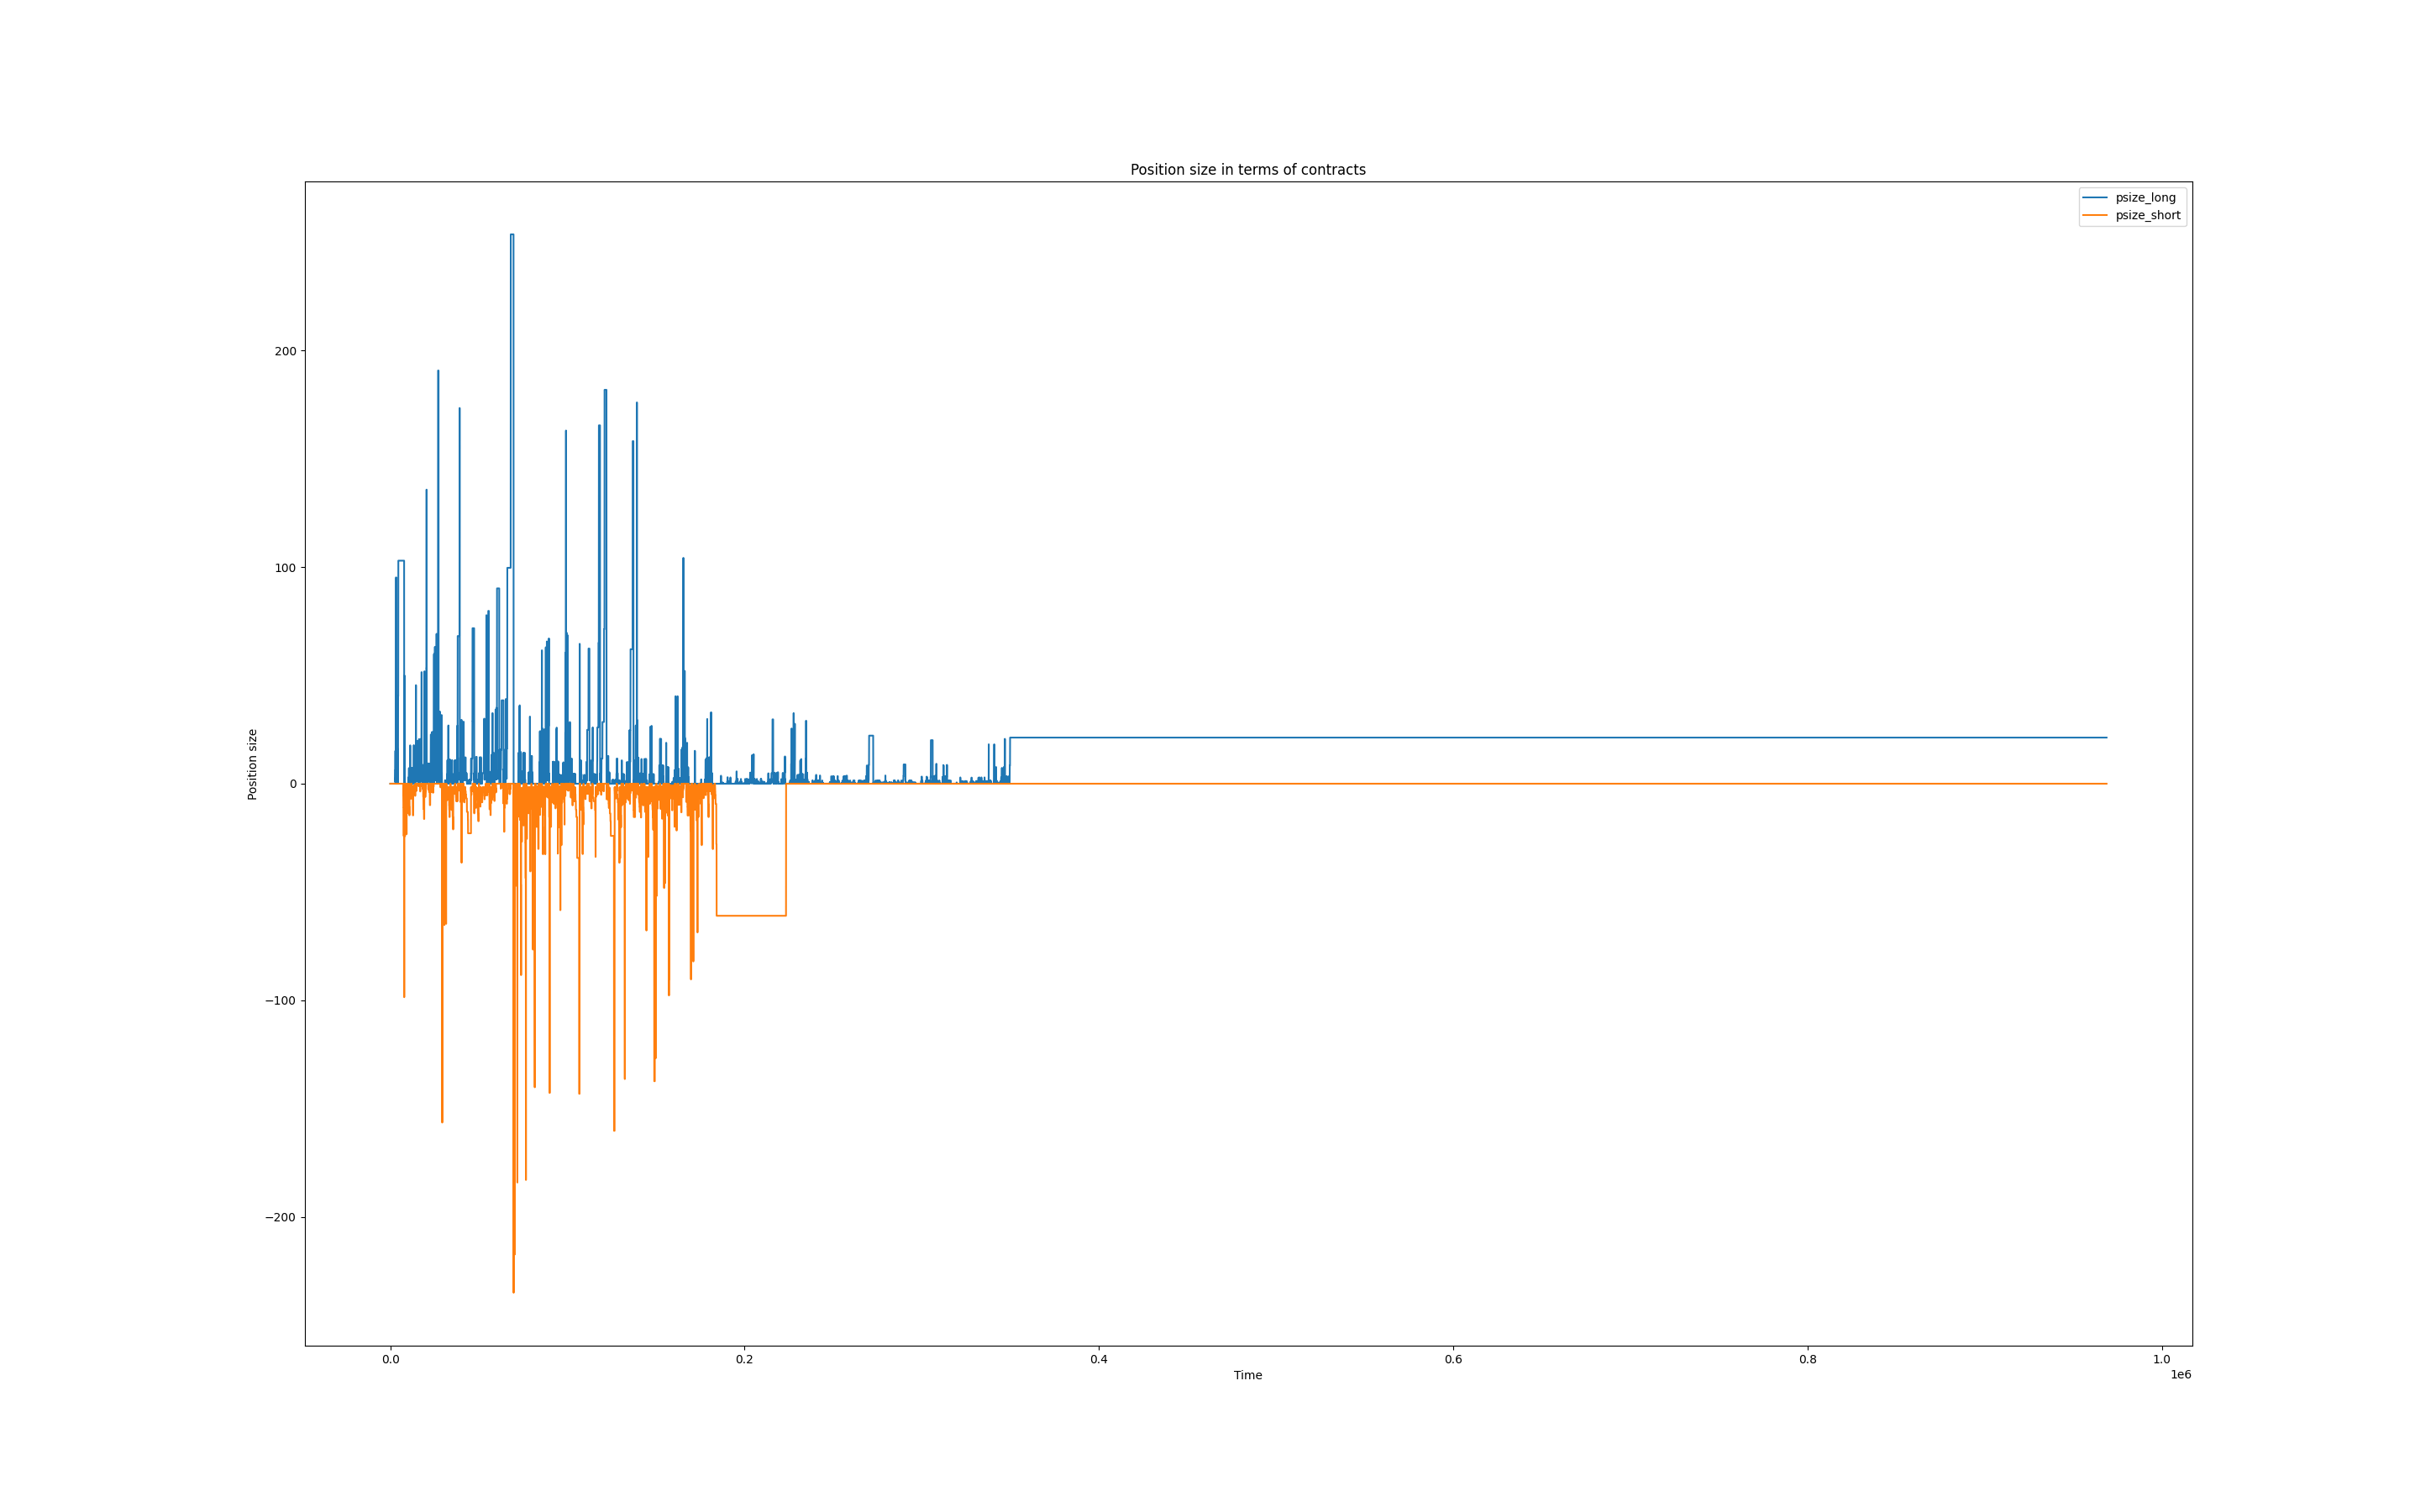 Position size in terms of contracts
psize_long
psize_short
200
100
0
−100
−200
Position size
0.0
0.2
0.4
0.6
0.8
1.0
1e6
Time